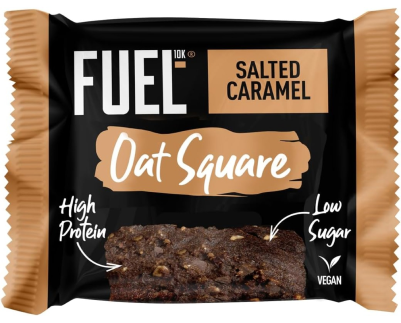 FUEL 10K ®
SALTED
CARAMEL
Oat Square
High
Protein
Low
Sugar
VEGAN